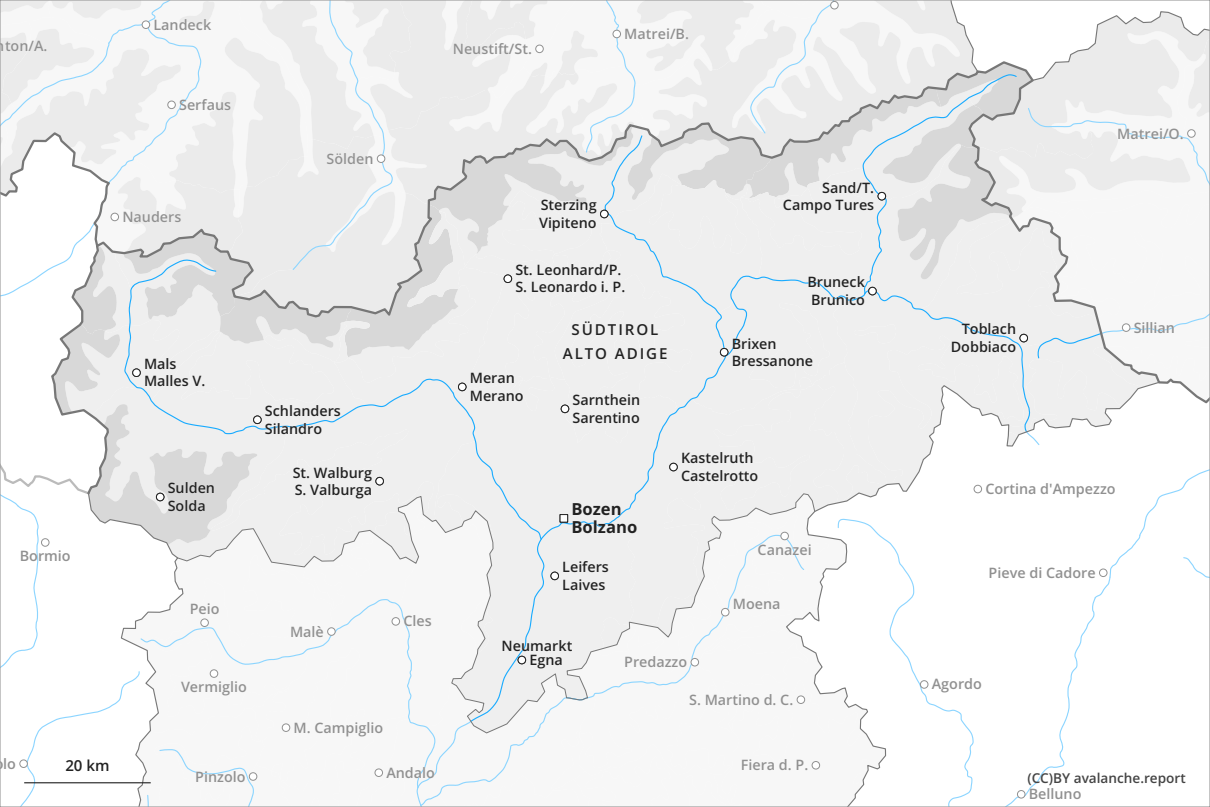 Landeck
Matrei/B.
nton/A.
Neustift/St.
Serfaus
Matrei/O.
Sölden
Sand/T.
Campo Tures
Sterzing
Vipiteno
Nauders
St. Leonhard/P.
S. Leonardo i. P.
Bruneck
Brunico
SÜDTIROL
ALTO ADIGE
Toblach
Dobbiaco
Sillian
Brixen
Bressanone
Mals
Malles V.
Meran
Merano
Sarnthein
Sarentino
Schlanders
Silandro
Kastelruth
Castelrotto
St. Walburg
S. Valburga
Sulden
Solda
Cortina d'Ampezzo
Bozen
Bolzano
Bormio
Canazei
Leifers
Laives
Pieve di Cadore
Peio
Moena
Malè
Cles
Neumarkt
Egna
Predazzo
Vermiglio
Agordo
S. Martino d. C.
M. Campiglio
olo
20 km
Pinzolo
Andalo
Fiera d. P.
(CC)BY avalanche.report
Belluno